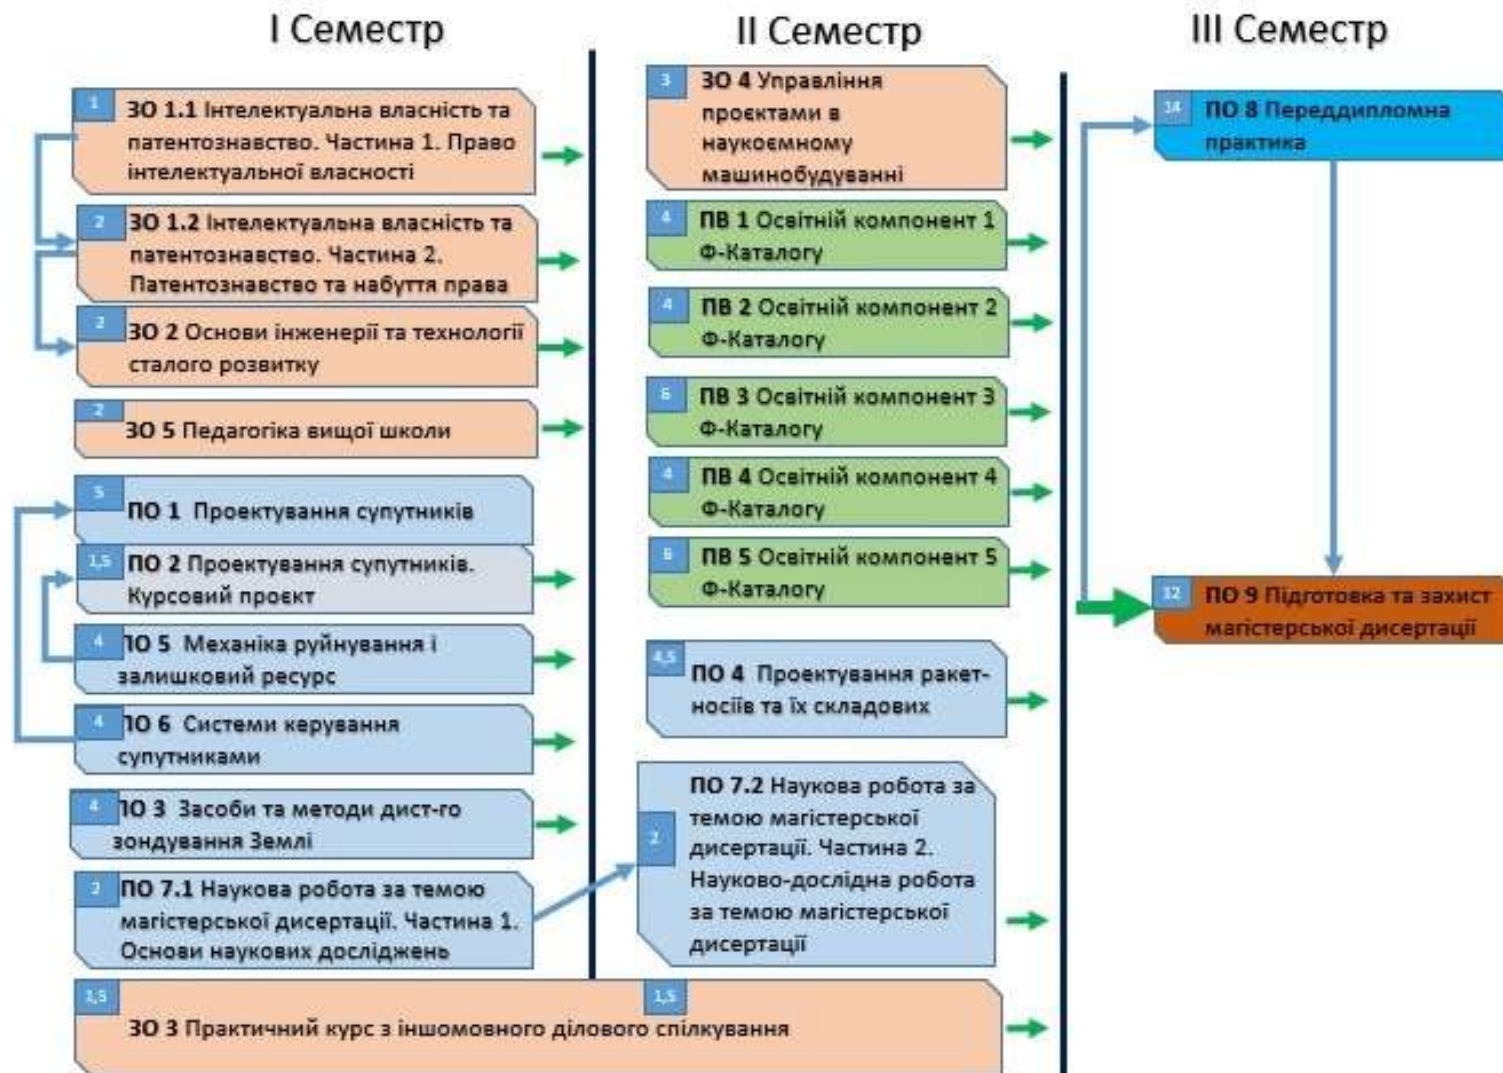 І Семестр
1
ЗО 1.1 Інтелектуальна власність та
патентознавство. Частина 1. Право
інтелектуальної власності
2
ЗО 1.2 Інтелектуальна власність та
патентознавство. Частина 2.
Патентознавство та набуття права
2
ЗО 2 Основи інженерії та технології
сталого розвитку
2
ЗО 5 Педагогіка вищої школи
5
ПО 1 Проектування супутників
1,5
ПО 2 Проектування супутників.
Курсовий проєкт
4
ПО 5 Механіка руйнування і
залишковий ресурс
4
ПО 6 Системи керування
супутниками
4
ПО 3 Засоби та методи дист-го
зондування Землі
2
ПО 7.1 Наукова робота за темою
магістерської дисертації. Частина 1.
Основи наукових досліджень
1,5
1,5
ЗО 3 Практичний курс з іншомовного ділового спілкування
ІІ Семестр
3
ЗО 4 Управління
проєктами в
наукоємному
машинобудуванні
4
ПВ 1 Освітній компонент 1
Ф-Каталогу
4
ПВ 2 Освітній компонент 2
Ф-Каталогу
ПВ 3 Освітній компонент 3
Ф-Каталогу
4
ПВ 4 Освітній компонент 4
Ф-Каталогу
ПВ 5 Освітній компонент 5
Ф-Каталогу
4,5
ПО 4 Проектування ракет-
носіїв та їх складових
2
ПО 7.2 Наукова робота за
темою магістерської
дисертації. Частина 2.
Науково-дослідна робота
за темою магістерської
дисертації
ІІІ Семестр
14
ПО 8 Переддипломна
практика
12
ПО 9 Підготовка та захист
магістерської дисертації